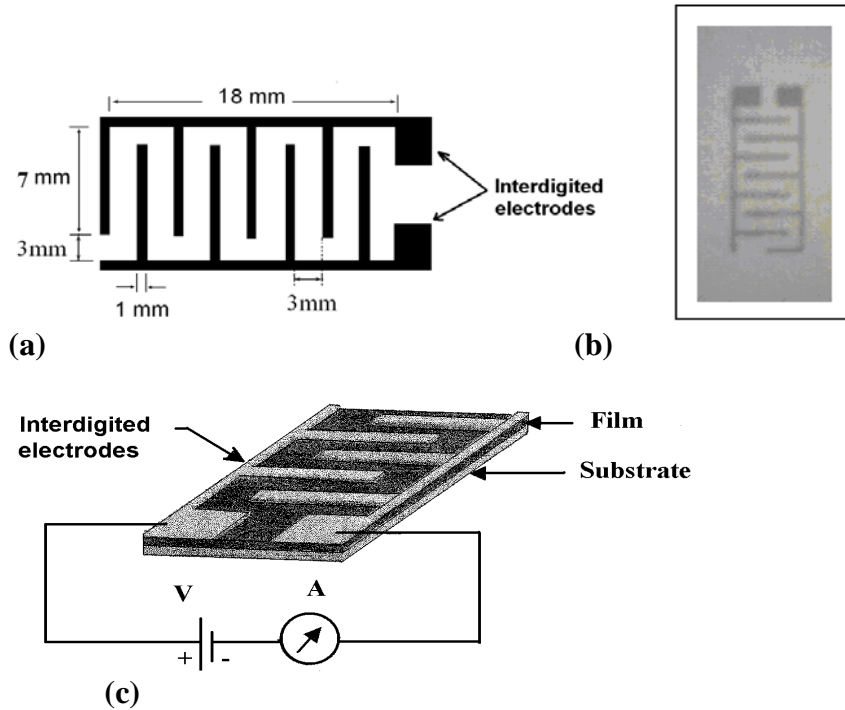 18 mm
7 mm
Interdigited
electrodes
3mm
1 mm
3mm
(a)
(b)
Interdigited
electrodes
Film
Substrate
V
A
+
-
(c)